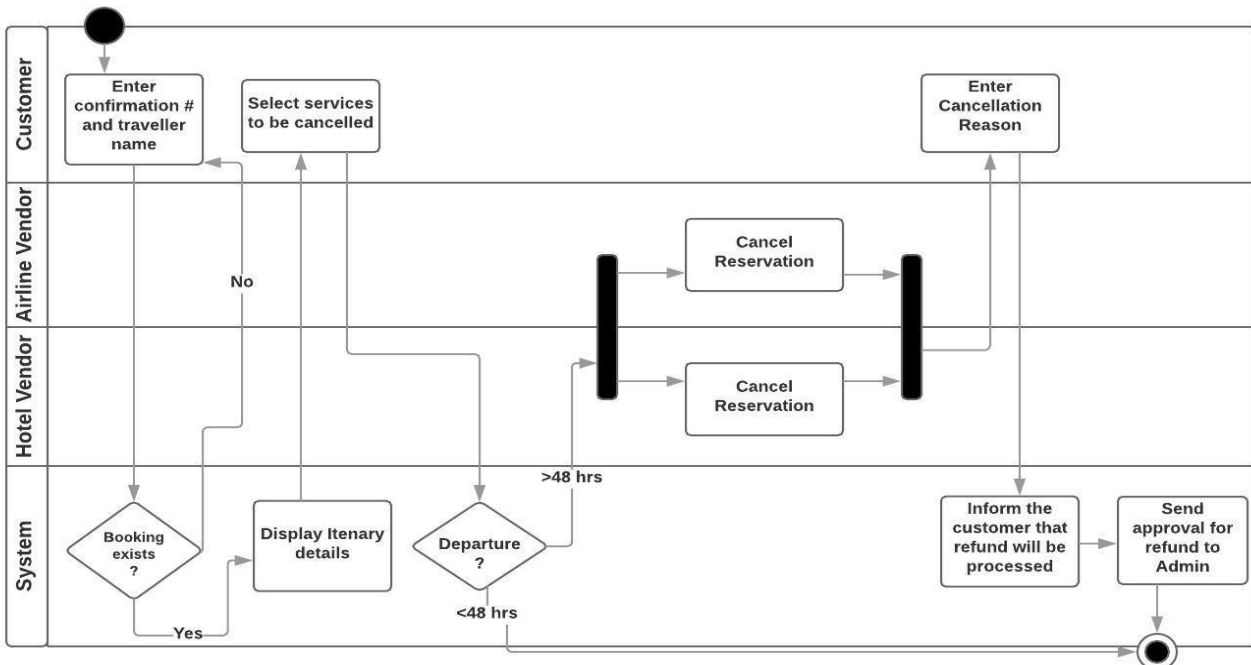 Customer
Enter
confirmation #
and traveller
name
Select services
to be cancelled
Enter
Cancellation
Reason
Airline Vendor
No
Cancel
Reservation
Hotel Vendor
Cancel
Reservation
>48 hrs
System
Booking
exists
?
Yes
Display Itenary
details
Departure
?
<48 hrs
Inform the
customer that
refund will be
processed
Send
approval for
refund to
Admin